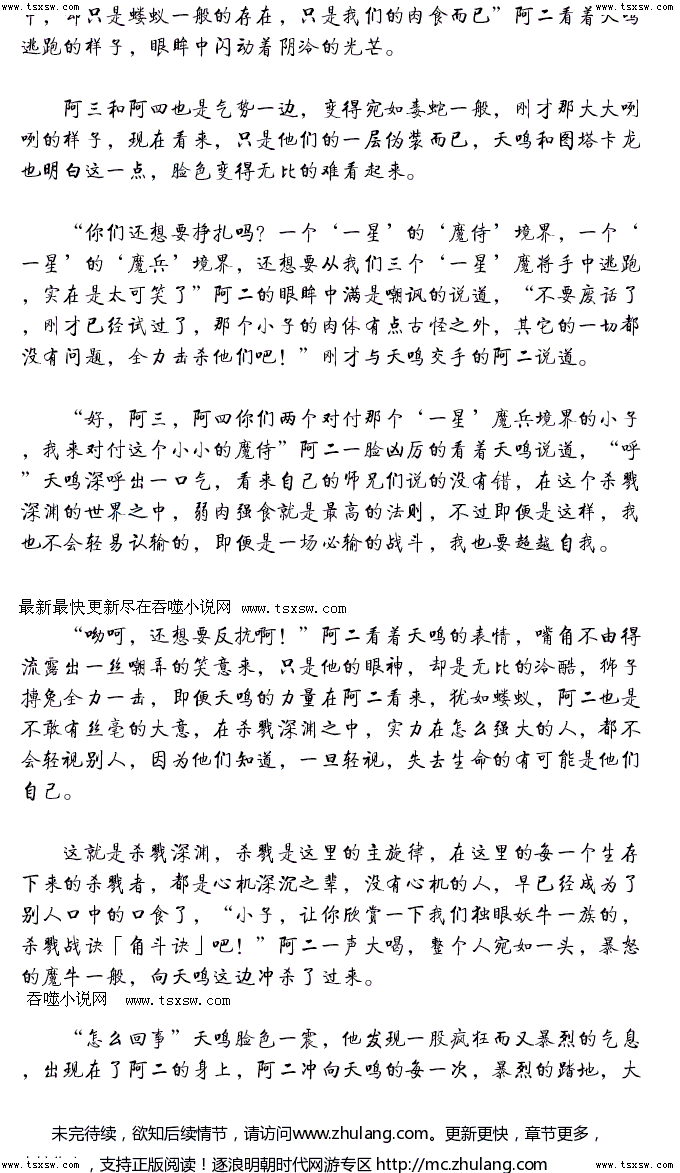 www.tsxsw.com www.tsxsw.com www.tsxsw.com
却只是蝼蚁一般的存在，只是我们的肉食而已”阿二看着天鸣
逃跑的样子，眼眸中闪动着阴冷的光芒。
阿三和阿四也是气势一边，变得宛如毒蛇一般，刚才那大大咧
咧的样子，现在看来，只是他们的一层伪装而已，天鸣和图塔卡龙
也明白这一点，脸色变得无比的难看起来。
“你们还想要挣扎吗？一个‘一星’的‘魔侍’境界，一个‘
一星’的‘魔兵’境界，还想要从我们三个‘一星’魔将手中逃跑
，实在是太可笑了”阿二的眼眸中满是嘲讽的说道，“不要废话了
，刚才已经试过了，那个小子的肉体有点古怪之外，其它的一切都
没有问题，全力击杀他们吧！”刚才与天鸣交手的阿二说道。
“好，阿三，阿四你们两个对付那个‘一星’魔兵境界的小子
，我来对付这个小小的魔侍”阿二一脸凶厉的看着天鸣说道，“呼
”天鸣深呼出一口气，看来自己的师兄们说的没有错，在这个杀戮
深渊的世界之中，弱肉强食就是最高的法则，不过即便是这样，我
也不会轻易认输的，即便是一场必输的战斗，我也要超越自我。
最新最快更新尽在吞噬小说网 www.tsxsw.com
“呦呵，还想要反抗啊！”阿二看着天鸣的表情，嘴角不由得
流露出一丝嘲弄的笑意来，只是他的眼神，却是无比的冷酷，狮子
搏兔全力一击，即便天鸣的力量在阿二看来，犹如蝼蚁，阿二也是
不敢有丝毫的大意，在杀戮深渊之中，实力在怎么强大的人，都不
会轻视别人，因为他们知道，一旦轻视，失去生命的有可能是他们
自己。
这就是杀戮深渊，杀戮是这里的主旋律，在这里的每一个生存
下来的杀戮者，都是心机深沉之辈，没有心机的人，早已经成为了
别人口中的口食了，“小子，让你欣赏一下我们独眼妖牛一族的，
杀戮战诀「角斗诀」吧！”阿二一声大喝，整个人宛如一头，暴怒
的魔牛一般，向天鸣这边冲杀了过来。
吞噬小说网 www.tsxsw.com
“怎么回事”天鸣脸色一震，他发现一股疯狂而又暴烈的气息
，出现在了阿二的身上，阿二冲向天鸣的每一次，暴烈的踏地，大
未完待续，欲知后续情节，请访问www.zhulang.com。更新更快，章节更多，
，支持正版阅读！逐浪明朝时代网游专区 http://mc.zhulang.com
www.tsxsw.com www.tsxsw.com www.tsxsw.com